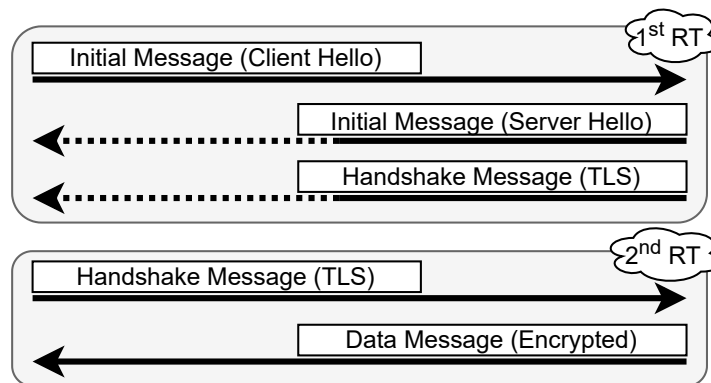 1st RT
Initial Message (Client Hello)
Initial Message (Server Hello)
Handshake Message (TLS)
2nd RT
Handshake Message (TLS)
Data Message (Encrypted)